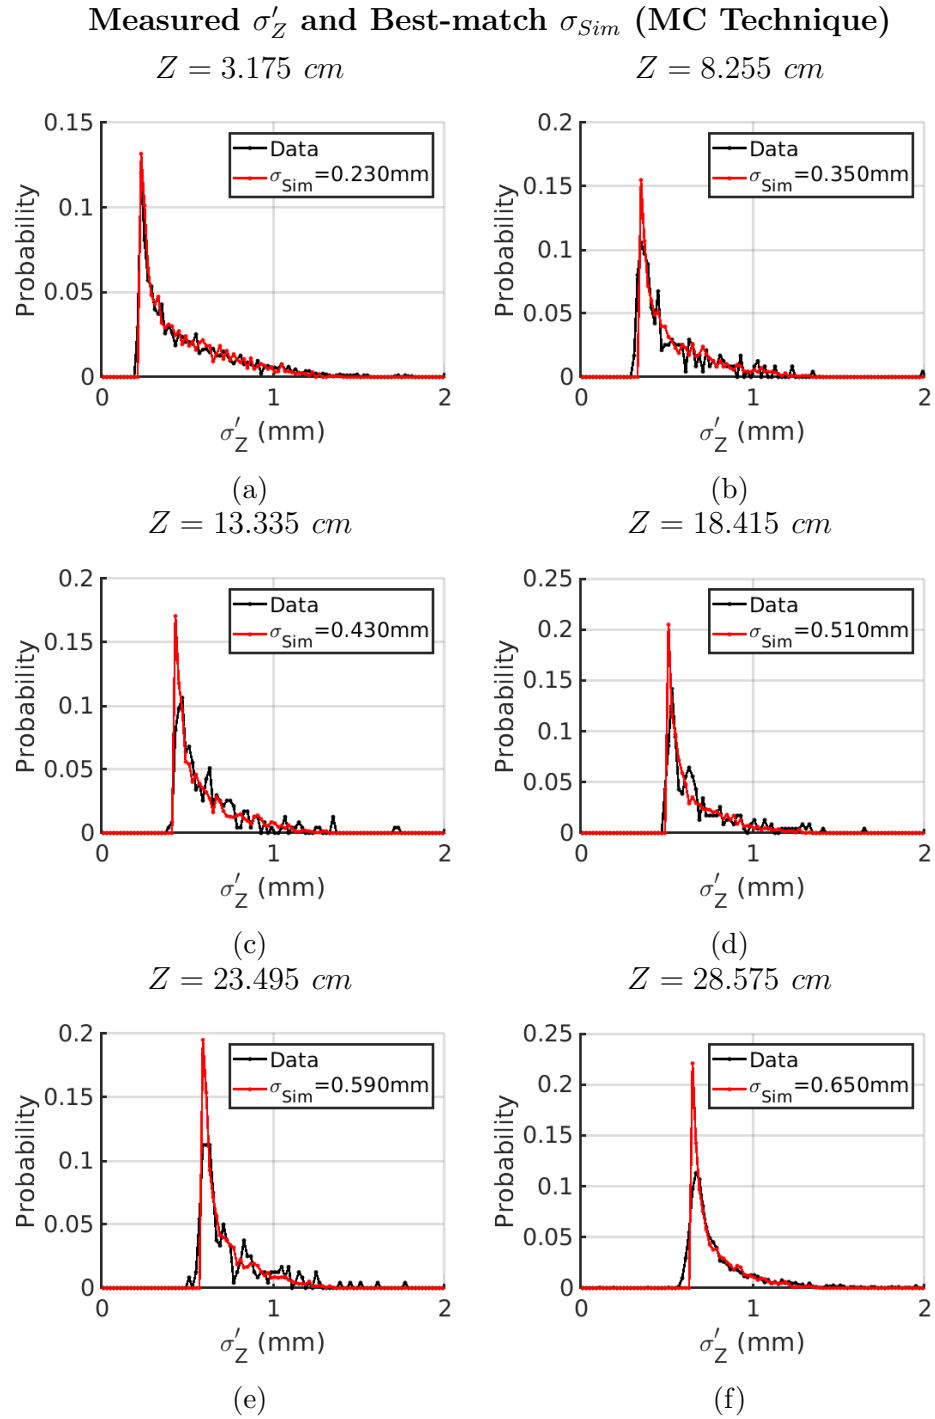 Measured σ′Z and Best-match σSim (MC Technique)
Z = 3.175 cm
0.15
0.1
0.05
0
Probability
Data
σSim=0.230mm
0 1 2
σ′Z (mm)
(a)
Z = 8.255 cm
0.2
0.15
0.1
0.05
0
Probability
Data
σSim=0.350mm
0 1 2
σ′Z (mm)
(b)
Z = 13.335 cm
0.2
0.15
0.1
0.05
0
Probability
Data
σSim=0.430mm
0 1 2
σ′Z (mm)
(c)
Z = 18.415 cm
0.25
0.2
0.15
0.1
0.05
0
Probability
Data
σSim=0.510mm
0 1 2
σ′Z (mm)
(d)
Z = 23.495 cm
0.2
0.15
0.1
0.05
0
Probability
Data
σSim=0.590mm
0 1 2
σ′Z (mm)
(e)
Z = 28.575 cm
0.25
0.2
0.15
0.1
0.05
0
Probability
Data
σSim=0.650mm
0 1 2
σ′Z (mm)
(f)